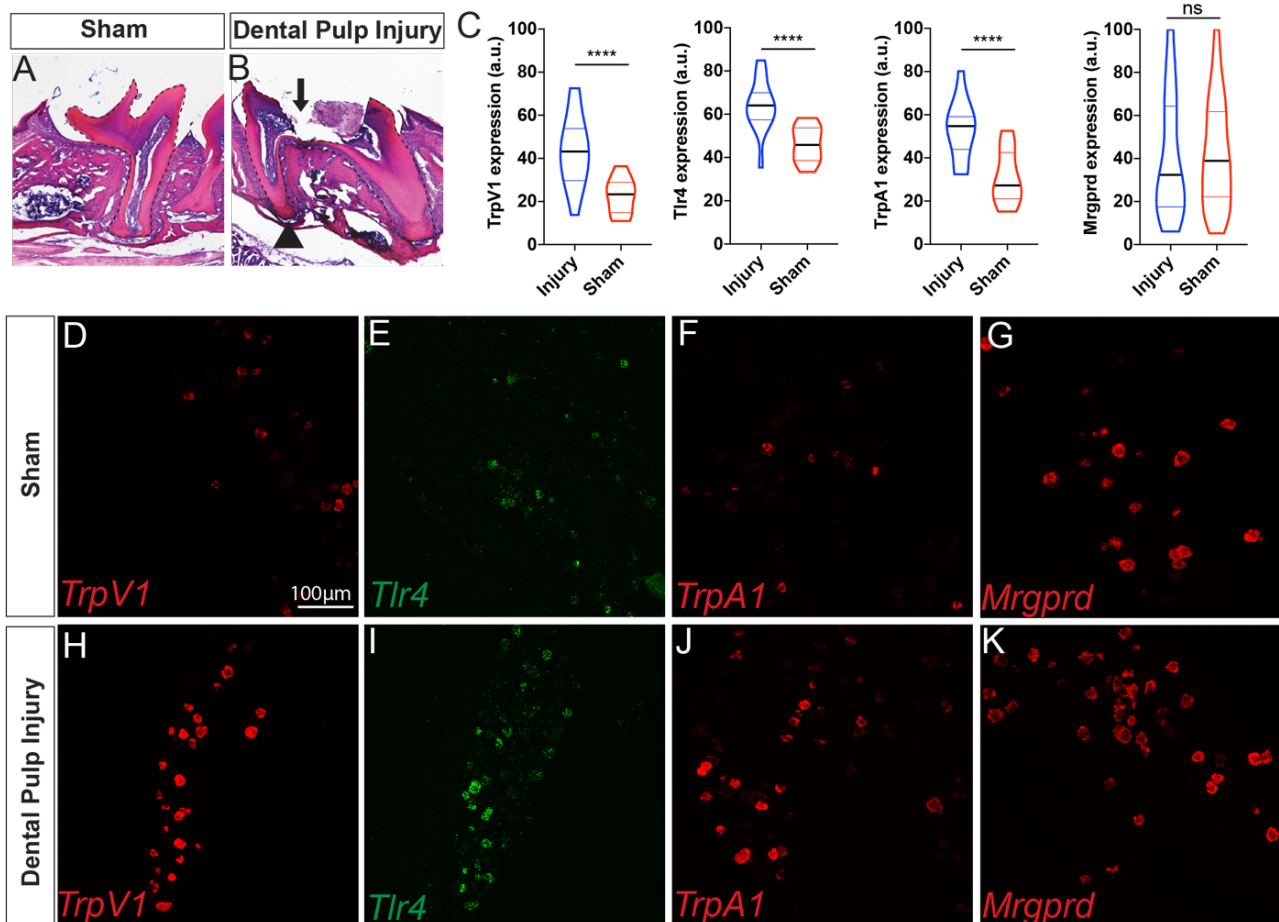 Sham
Dental Pulp Injury
A
B
C
TrpV1 expression (a.u.)
100
80
60
40
20
0
****
Injury
Sham
Tlr4 expression (a.u.)
100
80
60
40
20
0
****
Injury
Sham
TrpA1 expression (a.u.)
100
80
60
40
20
0
****
Injury
Sham
Mrgprd expression (a.u.)
100
80
60
40
20
0
ns
Injury
Sham
Sham
D
TrpV1
100µm
E
Tlr4
F
TrpA1
G
Mrgprd
Dental Pulp Injury
H
TrpV1
I
Tlr4
J
TrpA1
K
Mrgprd